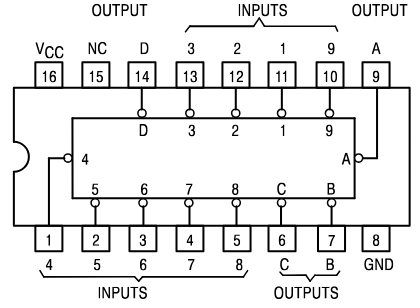 OUTPUT INPUTS OUTPUT
VCC NC D 3 2 1 9 A
16 15 14 13 12 11 10 9
D 3 2 1 9
4 A
5 6 7 8 C B
1 2 3 4 5 6 7 8
4 5 6 7 8 C B GND
INPUTS OUTPUTS